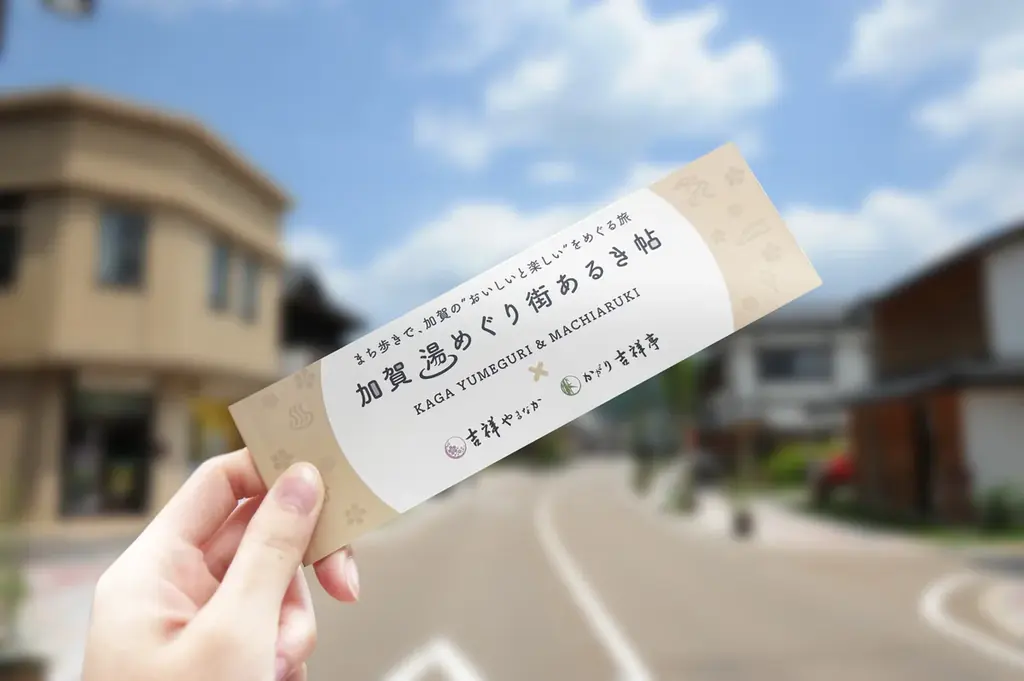 まち歩きで、加賀の"おいしいと楽しい"をめぐる旅
加賀 湯めぐり街あるき帖
KAGA YUMEGURI & MACHIARUKI
吉祥やまなか × かがり吉祥亭